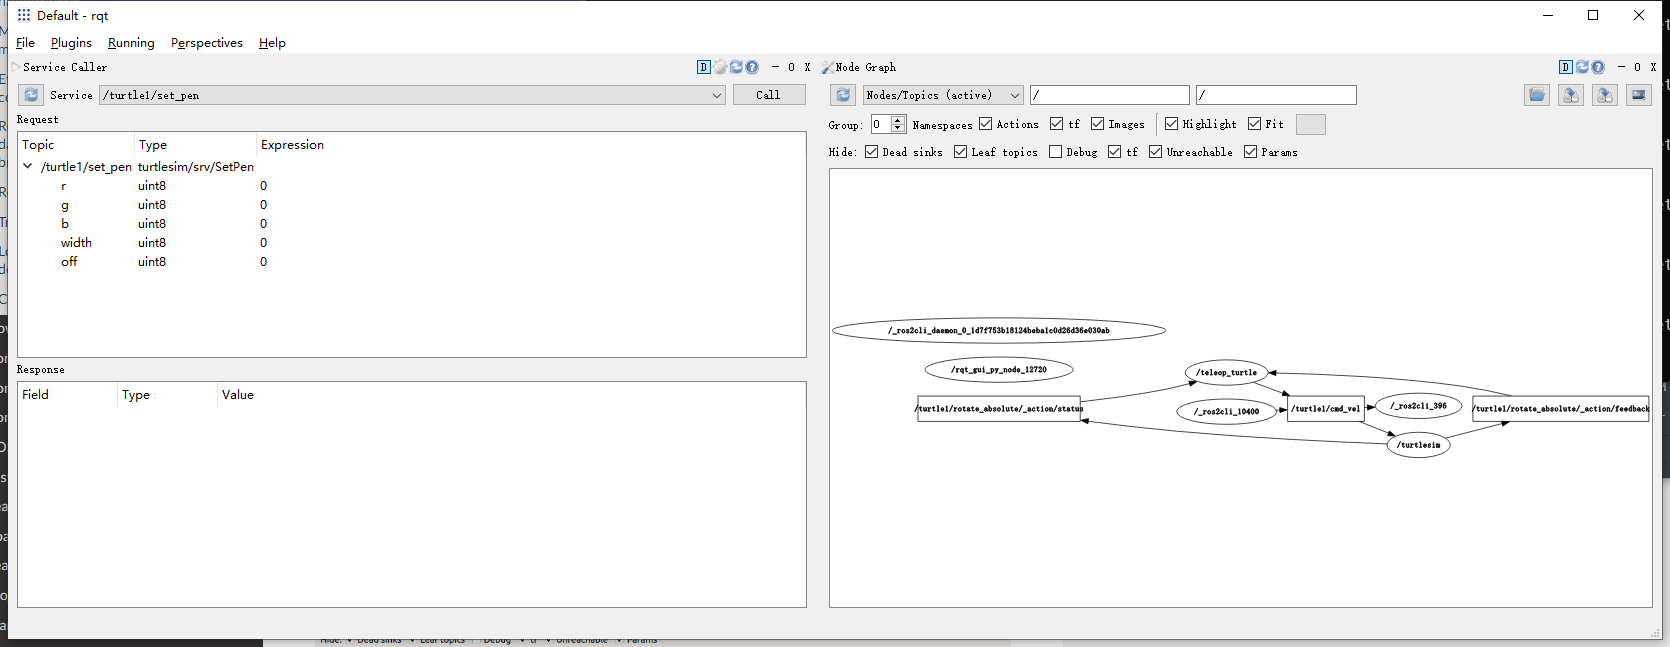 Default - rqt
File Plugins Running Perspectives Help
Service Caller
D
— O X
Service /turtle1/set_pen Call
Request
Topic Type Expression
/turtle1/set_pen turtlesim/srv/SetPen
r uint8 0
g uint8 0
b uint8 0
width uint8 0
off uint8 0
Response
Field Type Value
Node Graph
D
— O X
Nodes/Topics (active) / /
Group: 0 Namespaces Actions tf Images Highlight Fit
Hide: Dead sinks Leaf topics Debug tf Unreachable Params
/_ros2cli_daemon_0_1d7f753b18124beba1c0d26d36e030ab
/rqt_gui_py_node_12720
/teleop_turtle
/turtle1/rotate_absolute/_action/status
/_ros2cli_10400
/turtle1/cmd_vel
/_ros2cli_396
/turtle1/rotate_absolute/_action/feedback
/turtlesim
Hide: Dead sinks Leaf topics Debug tf Unreachable Params